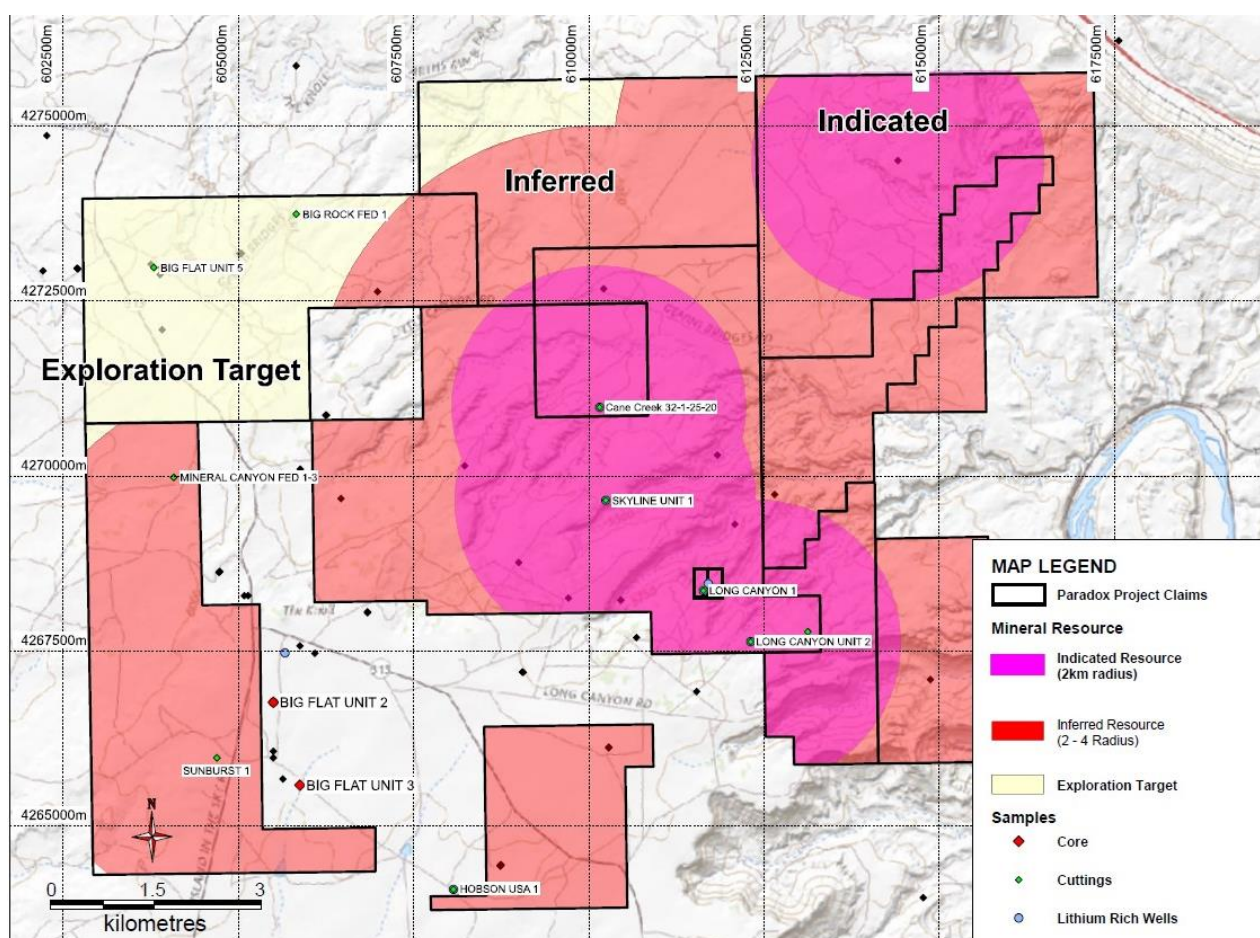 602500m
605000m
607500m
610000m
612500m
615000m
617500m
4275000m
Indicated
Inferred
BIG ROCK FED 1
BIG FLAT UNIT 5
4272500m
Exploration Target
Cane Creek 32-1-25-20
4270000m
MINERAL CANYON FED 1-3
SKYLINE UNIT 1
LONG CANYON 1
4267500m
LONG CANYON UNIT 2
313
LONG CANYON RD
BIG FLAT UNIT 2
SUNBURST 1
BIG FLAT UNIT 3
4265000m
N
HOBSON USA 1
0 1.5 3
kilometres
MAP LEGEND
Paradox Project Claims
Mineral Resource
Indicated Resource
(2km radius)
Inferred Resource
(2 - 4 Radius)
Exploration Target
Samples
Core
Cuttings
Lithium Rich Wells